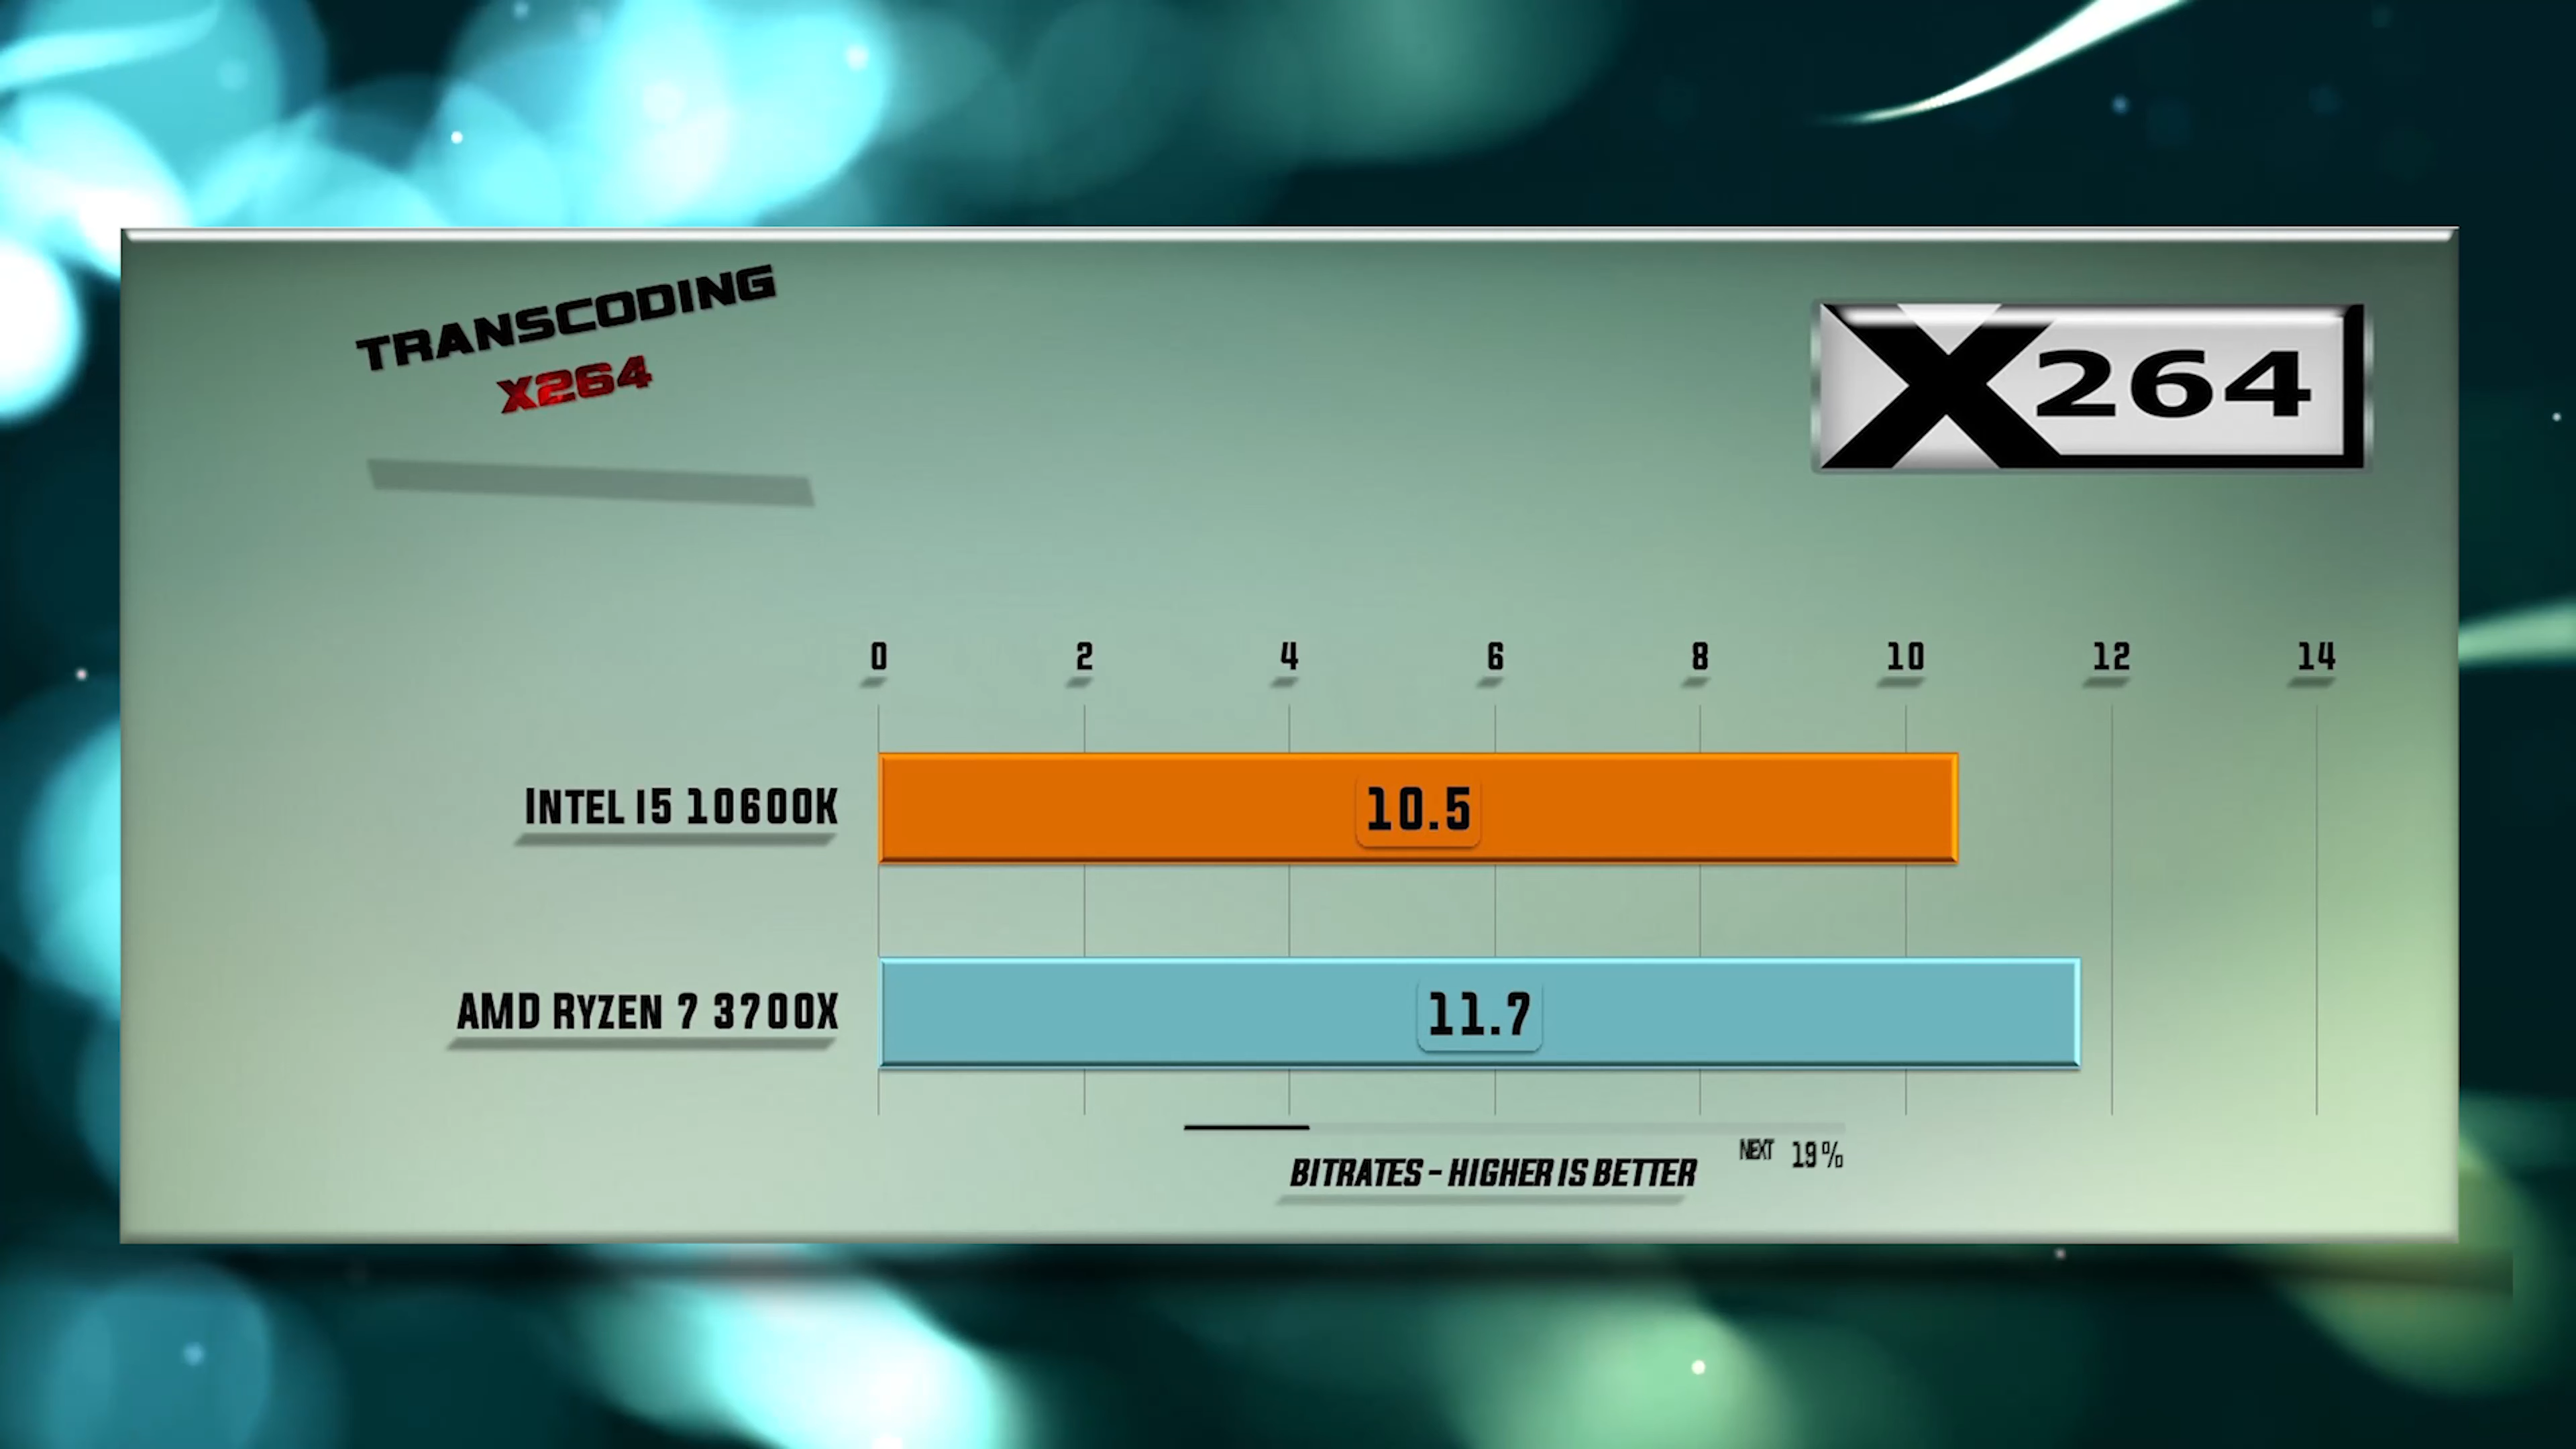 TRANSCODING
X264
X264
0 2 4 6 8 10 12 14
INTEL I5 10600K
10.5
AMD RYZEN 7 3700X
11.7
NEXT 19%
BITRATES - HIGHER IS BETTER